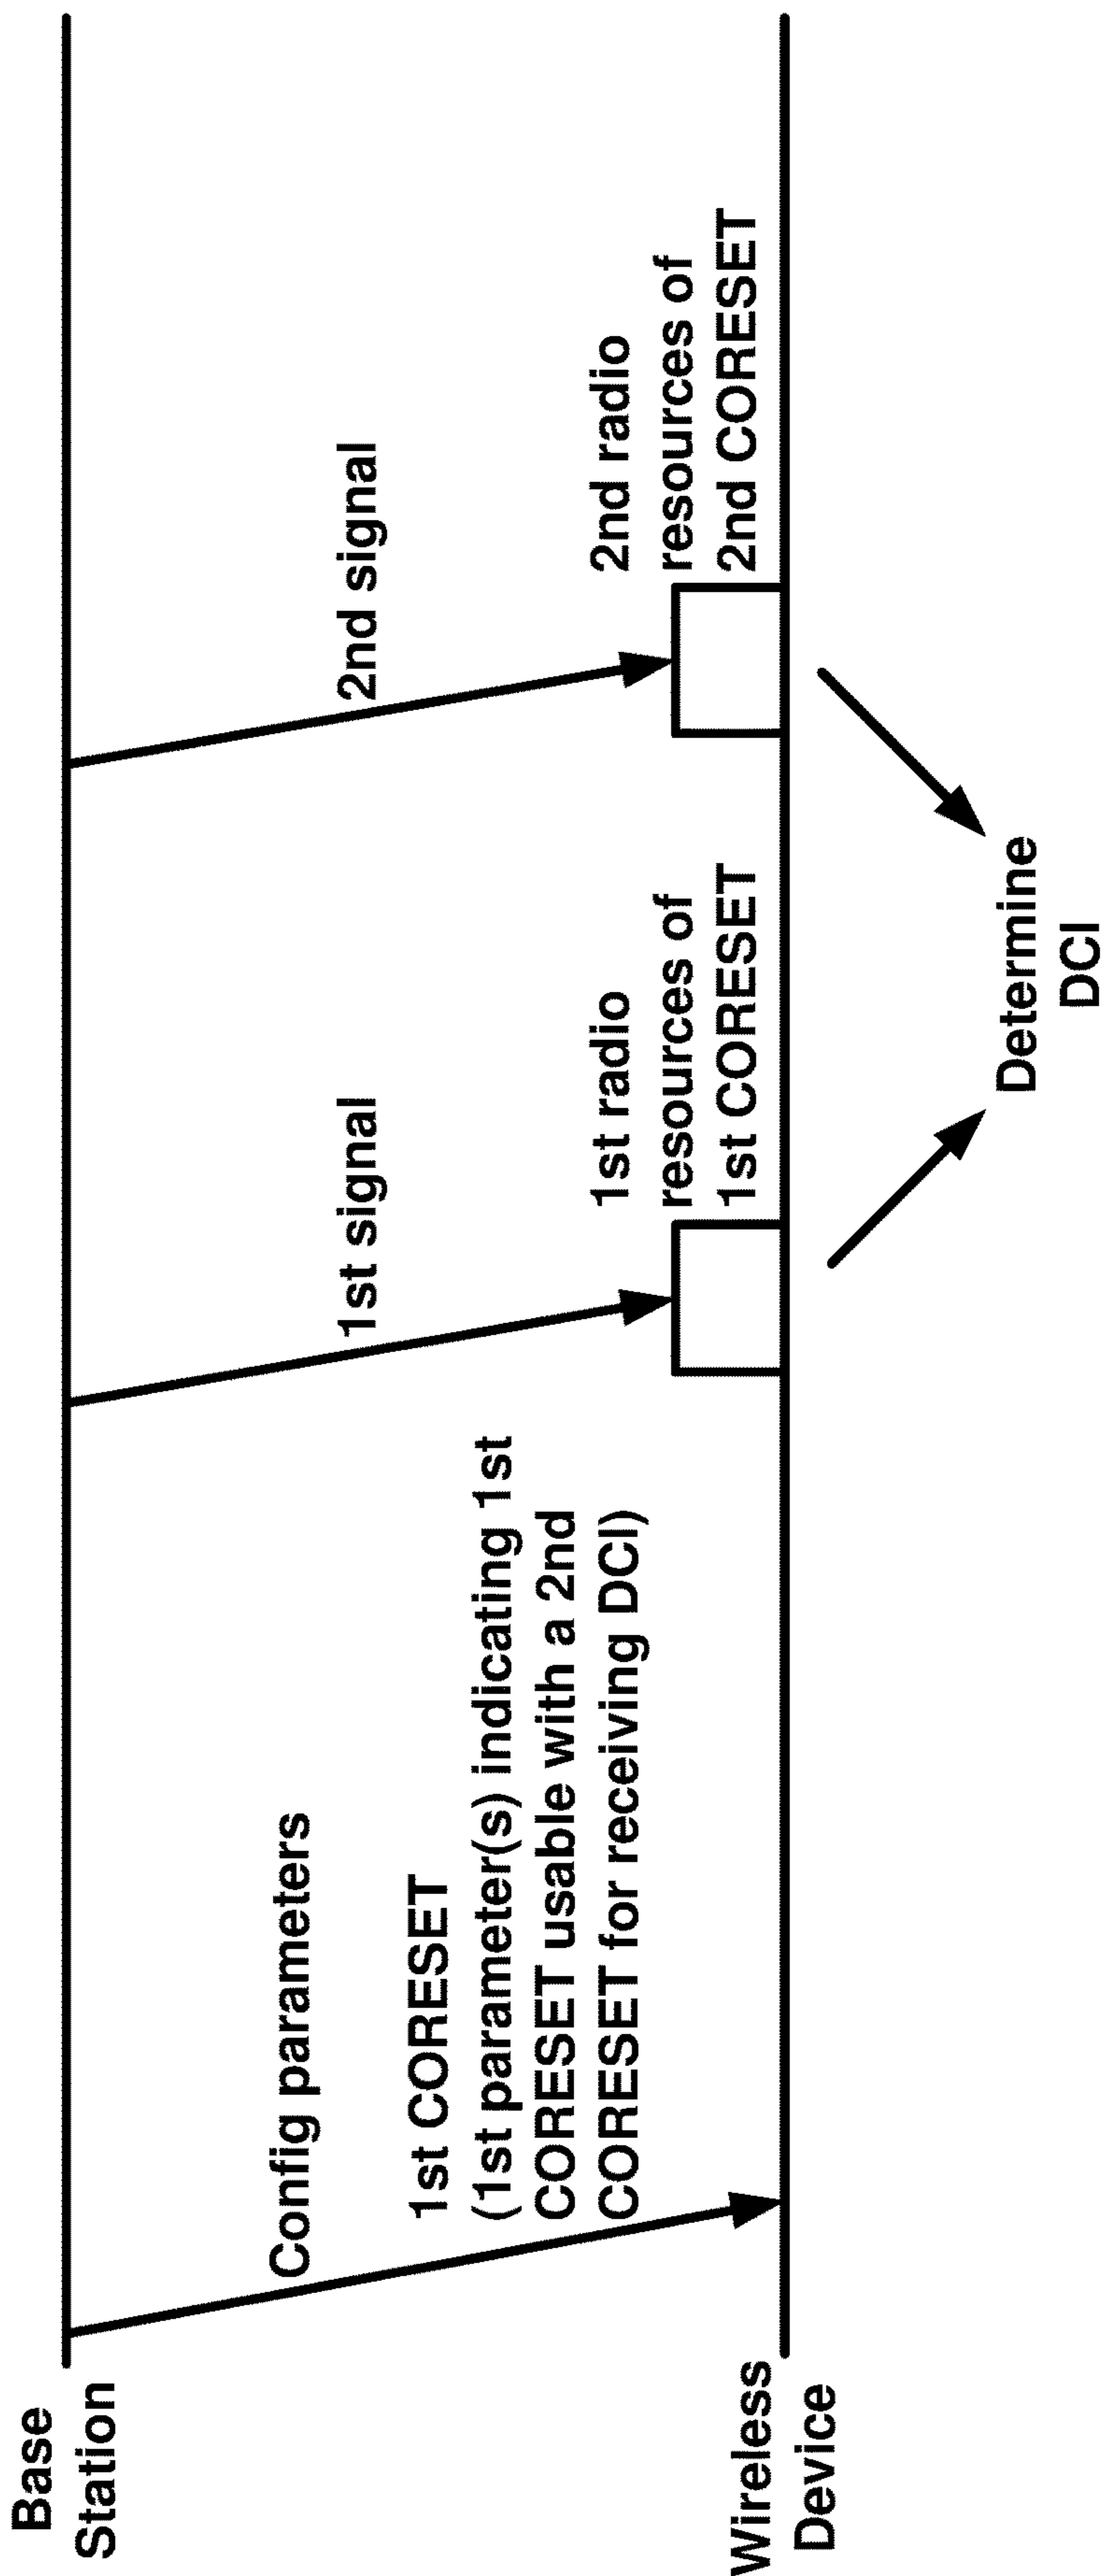 Base
Station
Config parameters
1st CORESET
(1st parameter(s) indicating 1st
CORESET usable with a 2nd
CORESET for receiving DCI)
1st signal
2nd signal
1st radio
resources of
1st CORESET
2nd radio
resources of
2nd CORESET
Wireless
Device
Determine
DCI